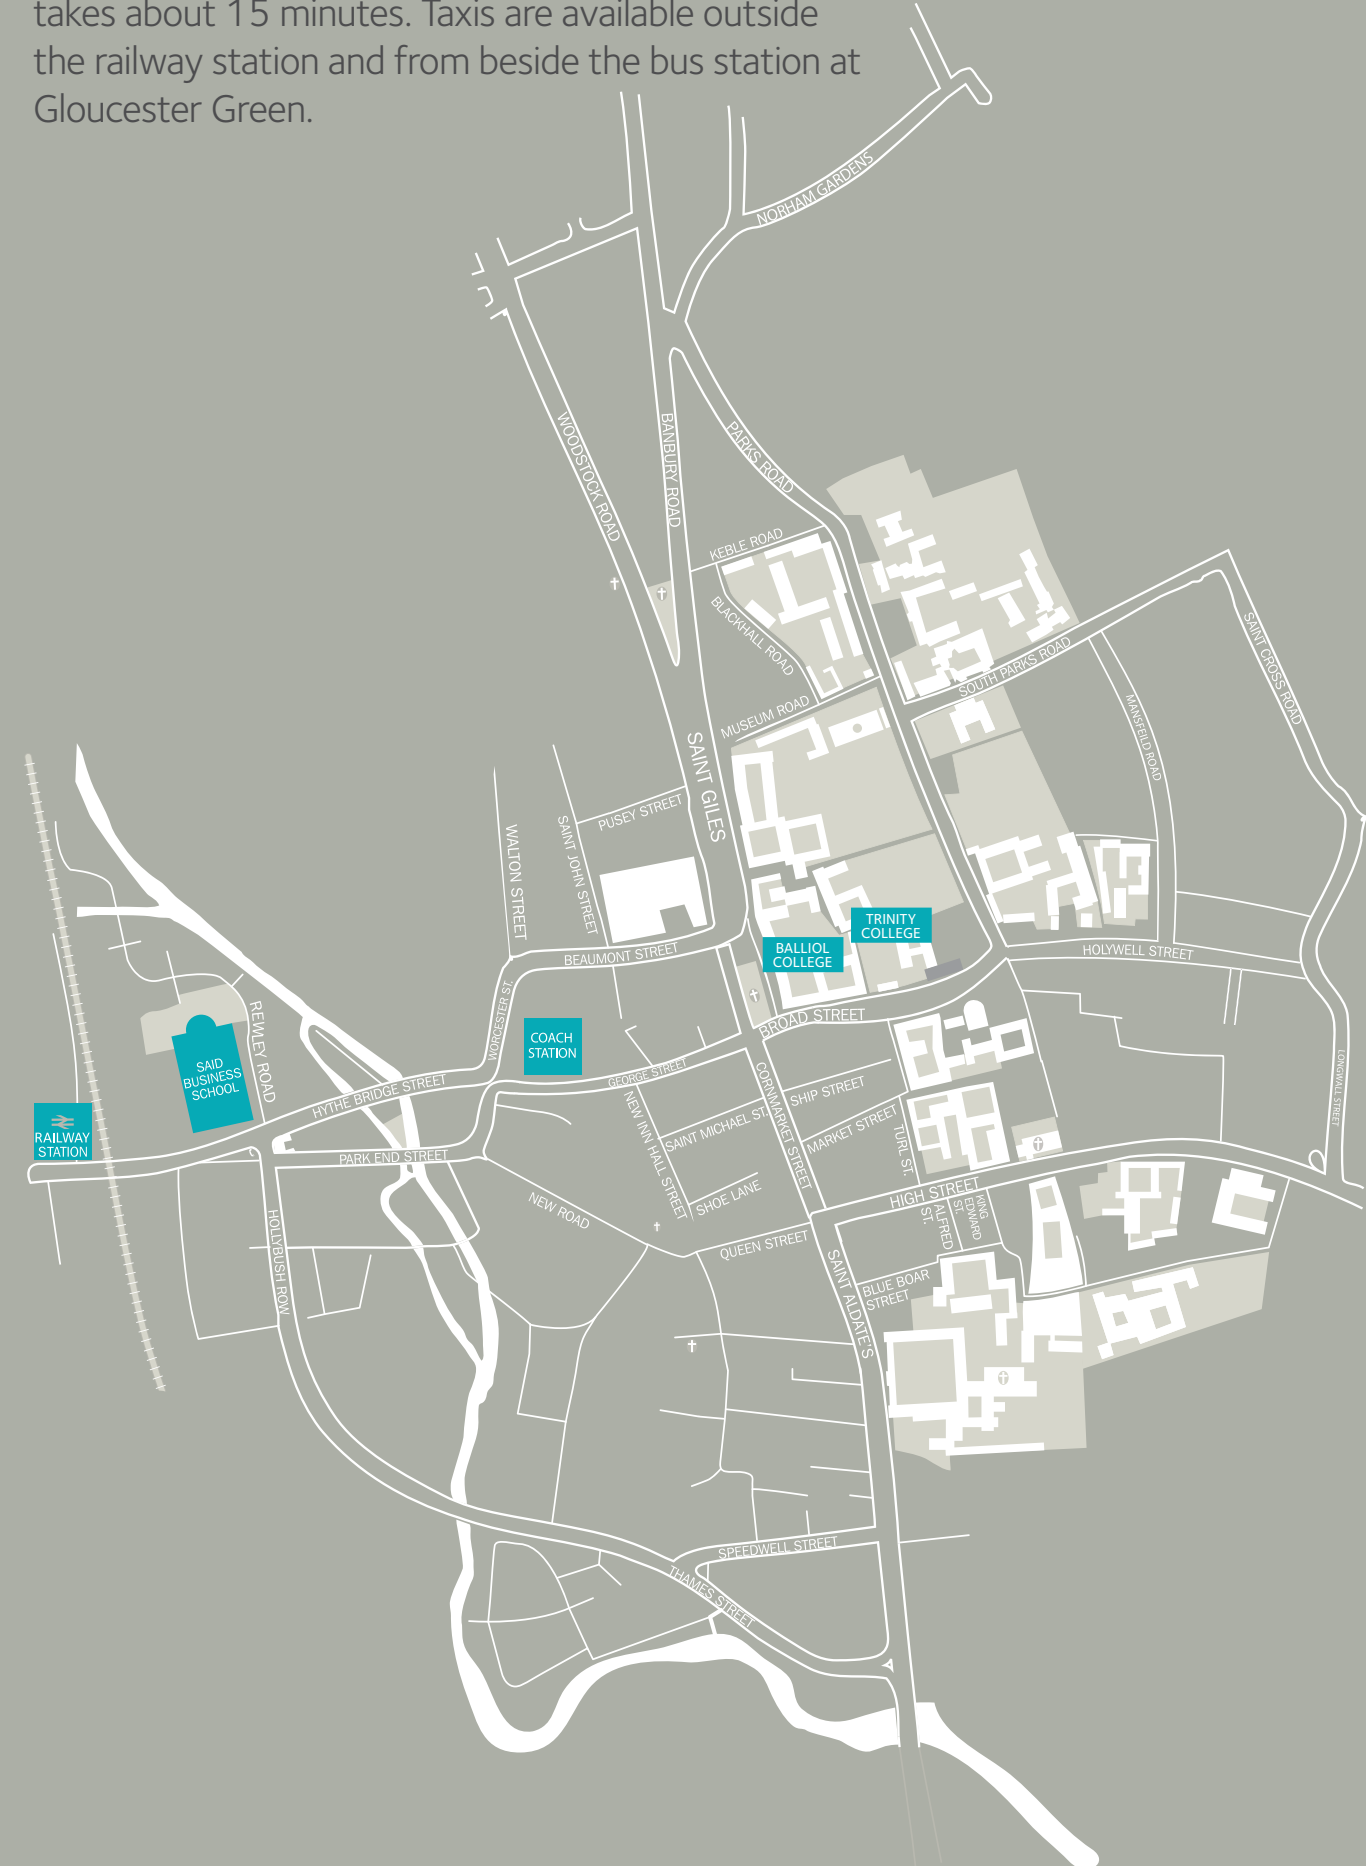 takes about 15 minutes. Taxis are available outside
the railway station and from beside the bus station at
Gloucester Green.
NORHAM GARDENS
WOODSTOCK ROAD
BANBURY ROAD
PARKS ROAD
KEBLE ROAD
BLACKHALL ROAD
SOUTH PARKS ROAD
SAINT CROSS ROAD
MUSEUM ROAD
MANSFEILD ROAD
SAINT GILES
PUSEY STREET
WALTON STREET
SAINT JOHN STREET
TRINITY
COLLEGE
BALLIOL
COLLEGE
BEAUMONT STREET
HOLYWELL STREET
WORCESTER ST.
BROAD STREET
COACH
STATION
REWLEY ROAD
SAID
BUSINESS
SCHOOL
HYTHE BRIDGE STREET
GEORGE STREET
LONGWALL STREET
SHIP STREET
CORNMARKET STREET
NEW INN HALL STREET
SAINT MICHAEL ST.
MARKET STREET
TURL ST.
RAILWAY
STATION
PARK END STREET
NEW ROAD
SHOE LANE
HIGH STREET
KING
EDWARD
ST.
ALFRED
ST.
HOLLYBUSH ROW
QUEEN STREET
SAINT ALDATE'S
BLUE BOAR
STREET
SPEEDWELL STREET
THAMES STREET